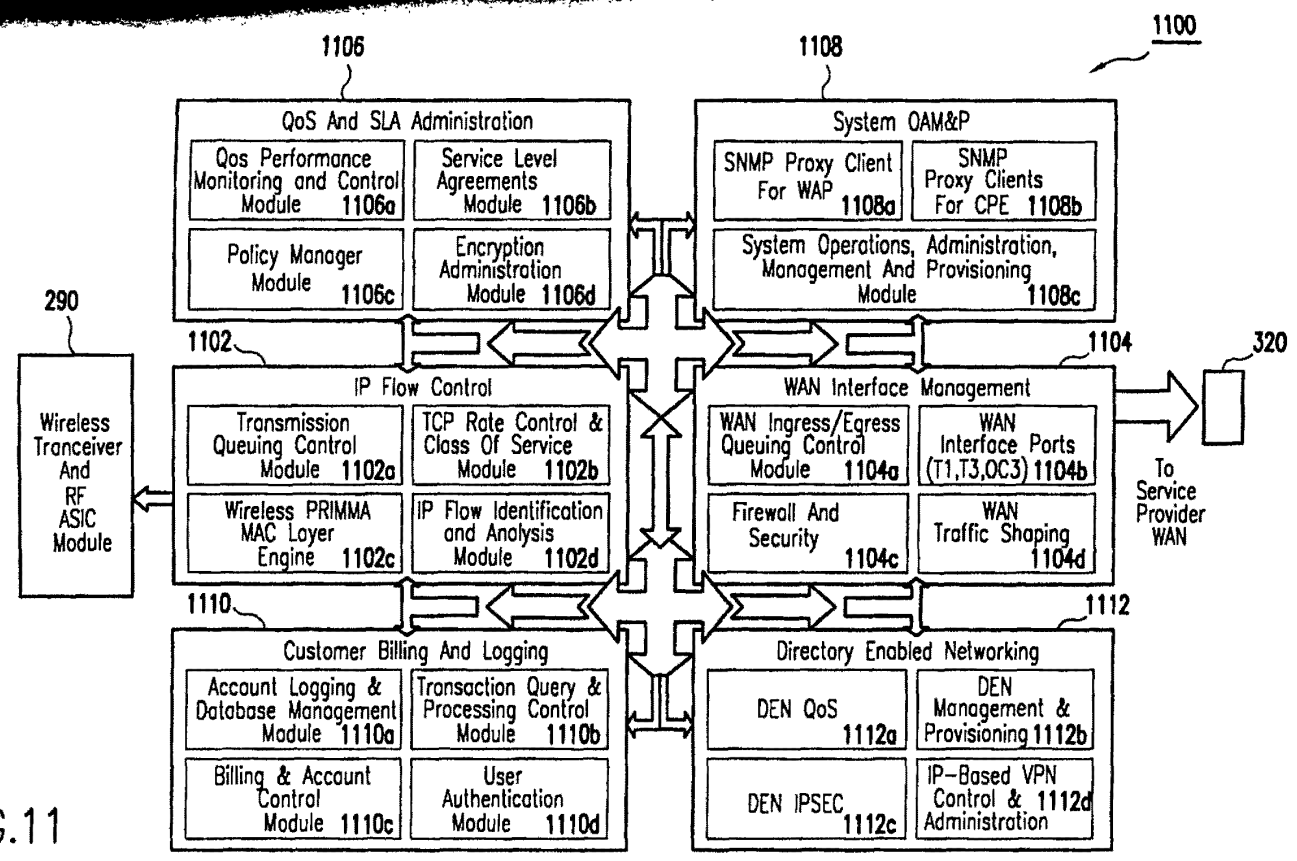 1100
1106
1108
QoS And SLA Administration
Qos Performance
Monitoring and Control
Module 1106a
Service Level
Agreements
Module 1106b
Policy Manager
Module
1106c
Encryption
Administration
Module 1106d
System OAM&P
SNMP Proxy Client
For WAP
1108a
SNMP
Proxy Clients
For CPE 1108b
System Operations, Administration,
Management And Provisioning
Module 1108c
290
Wireless
Tranceiver
And
RF
ASIC
Module
1102
IP Flow Control
Transmission
Queuing Control
Module 1102a
TCP Rate Control &
Class Of Service
Module 1102b
Wireless PRIMMA
MAC Layer
Engine 1102c
IP Flow Identification
and Analysis
Module 1102d
1104
WAN Interface Management
WAN Ingress/Egress
Queuing Control
Module 1104a
WAN
Interface Ports
(T1,T3,OC3) 1104b
Firewall And
Security
1104c
WAN
Traffic Shaping
1104d
320
To
Service
Provider
WAN
1110
Customer Billing And Logging
Account Logging &
Database Management
Module 1110a
Transaction Query &
Processing Control
Module 1110b
Billing & Account
Control
Module 1110c
User
Authentication
Module 1110d
1112
Directory Enabled Networking
DEN QoS
1112a
DEN
Management &
Provisioning 1112b
DEN IPSEC
1112c
IP-Based VPN
Control & 1112d
Administration
.11